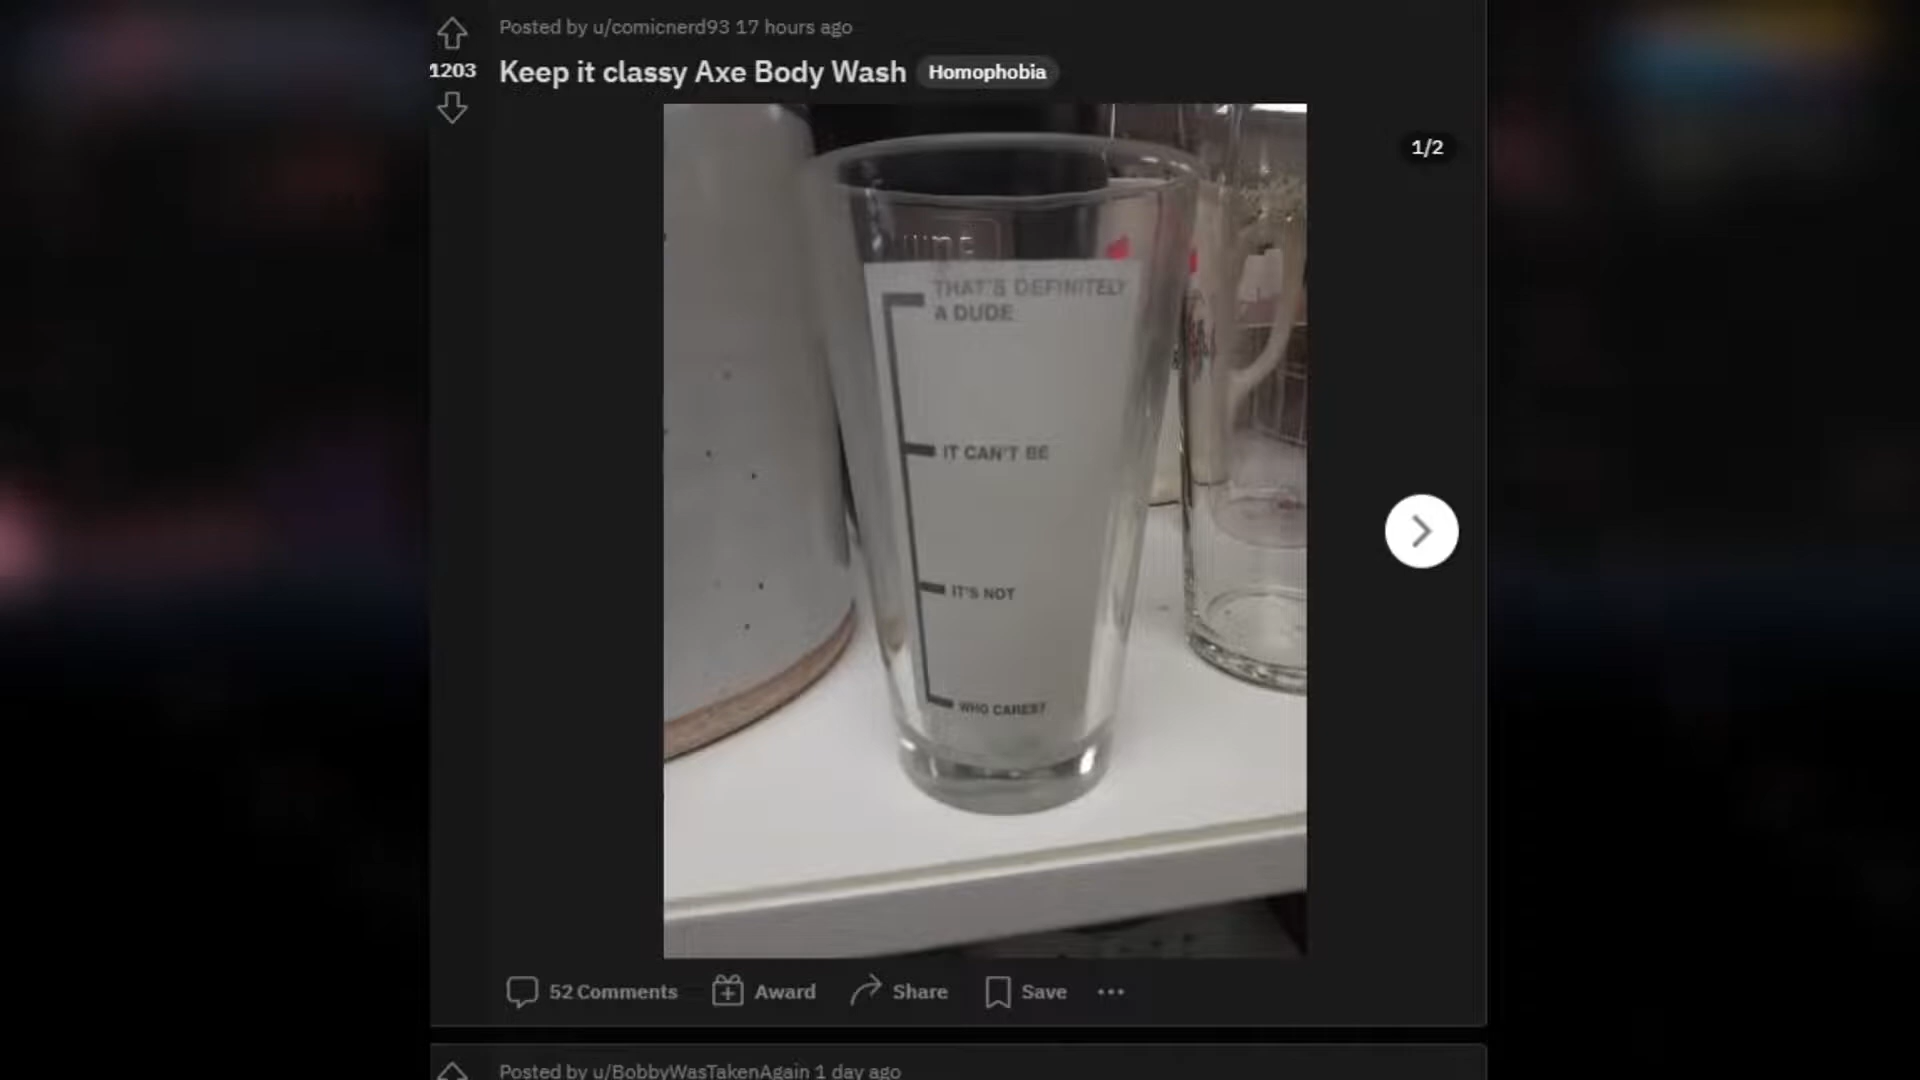 Posted by u/comicnerd93 17 hours ago
1203
Keep it classy Axe Body Wash Homophobia
1/2
THAT'S DEFINITELY
A DUDE
IT CAN'T BE
IT'S NOT
WHO CARES?
52 Comments Award Share Save
Posted by u/BobbyWasTakenAgain 1 day ago